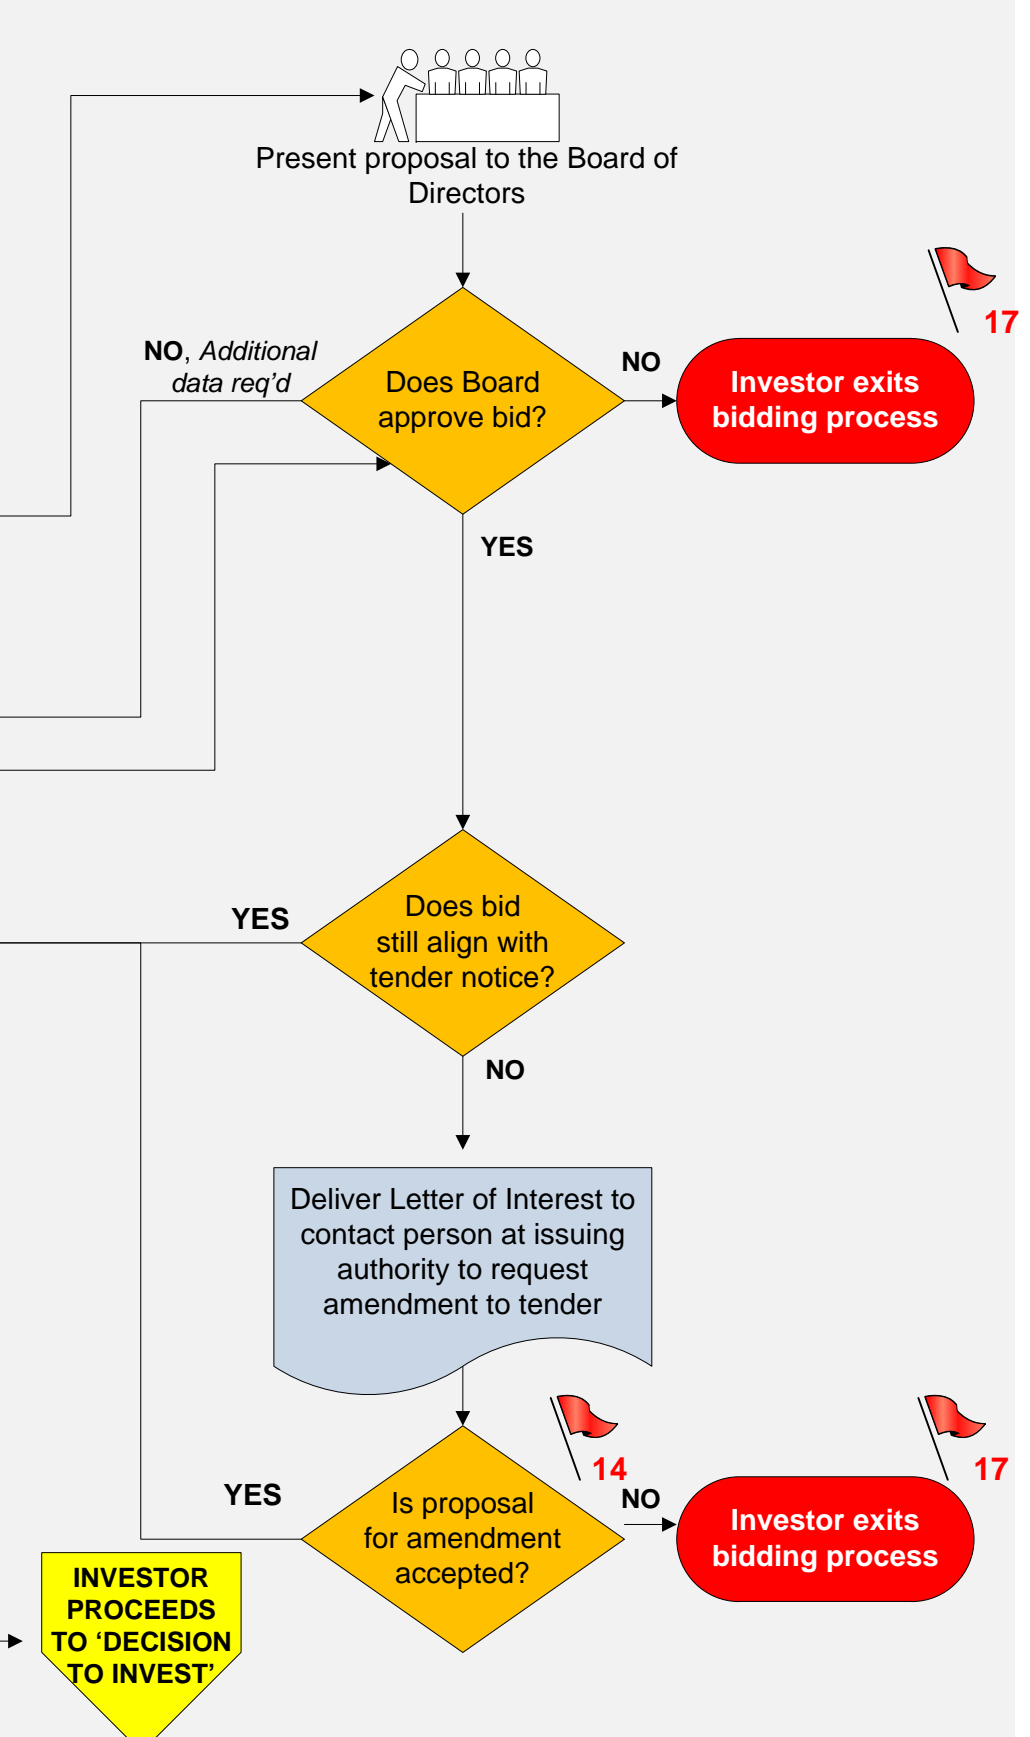 Present proposal to the Board of
Directors
17
NO, Additional
data req’d
Does Board
approve bid?
NO
Investor exits
bidding process
YES
YES
Does bid
still align with
tender notice?
NO
Deliver Letter of Interest to
contact person at issuing
authority to request
amendment to tender
14
17
YES
Is proposal
for amendment
accepted?
NO
Investor exits
bidding process
INVESTOR
PROCEEDS
TO ‘DECISION
TO INVEST’